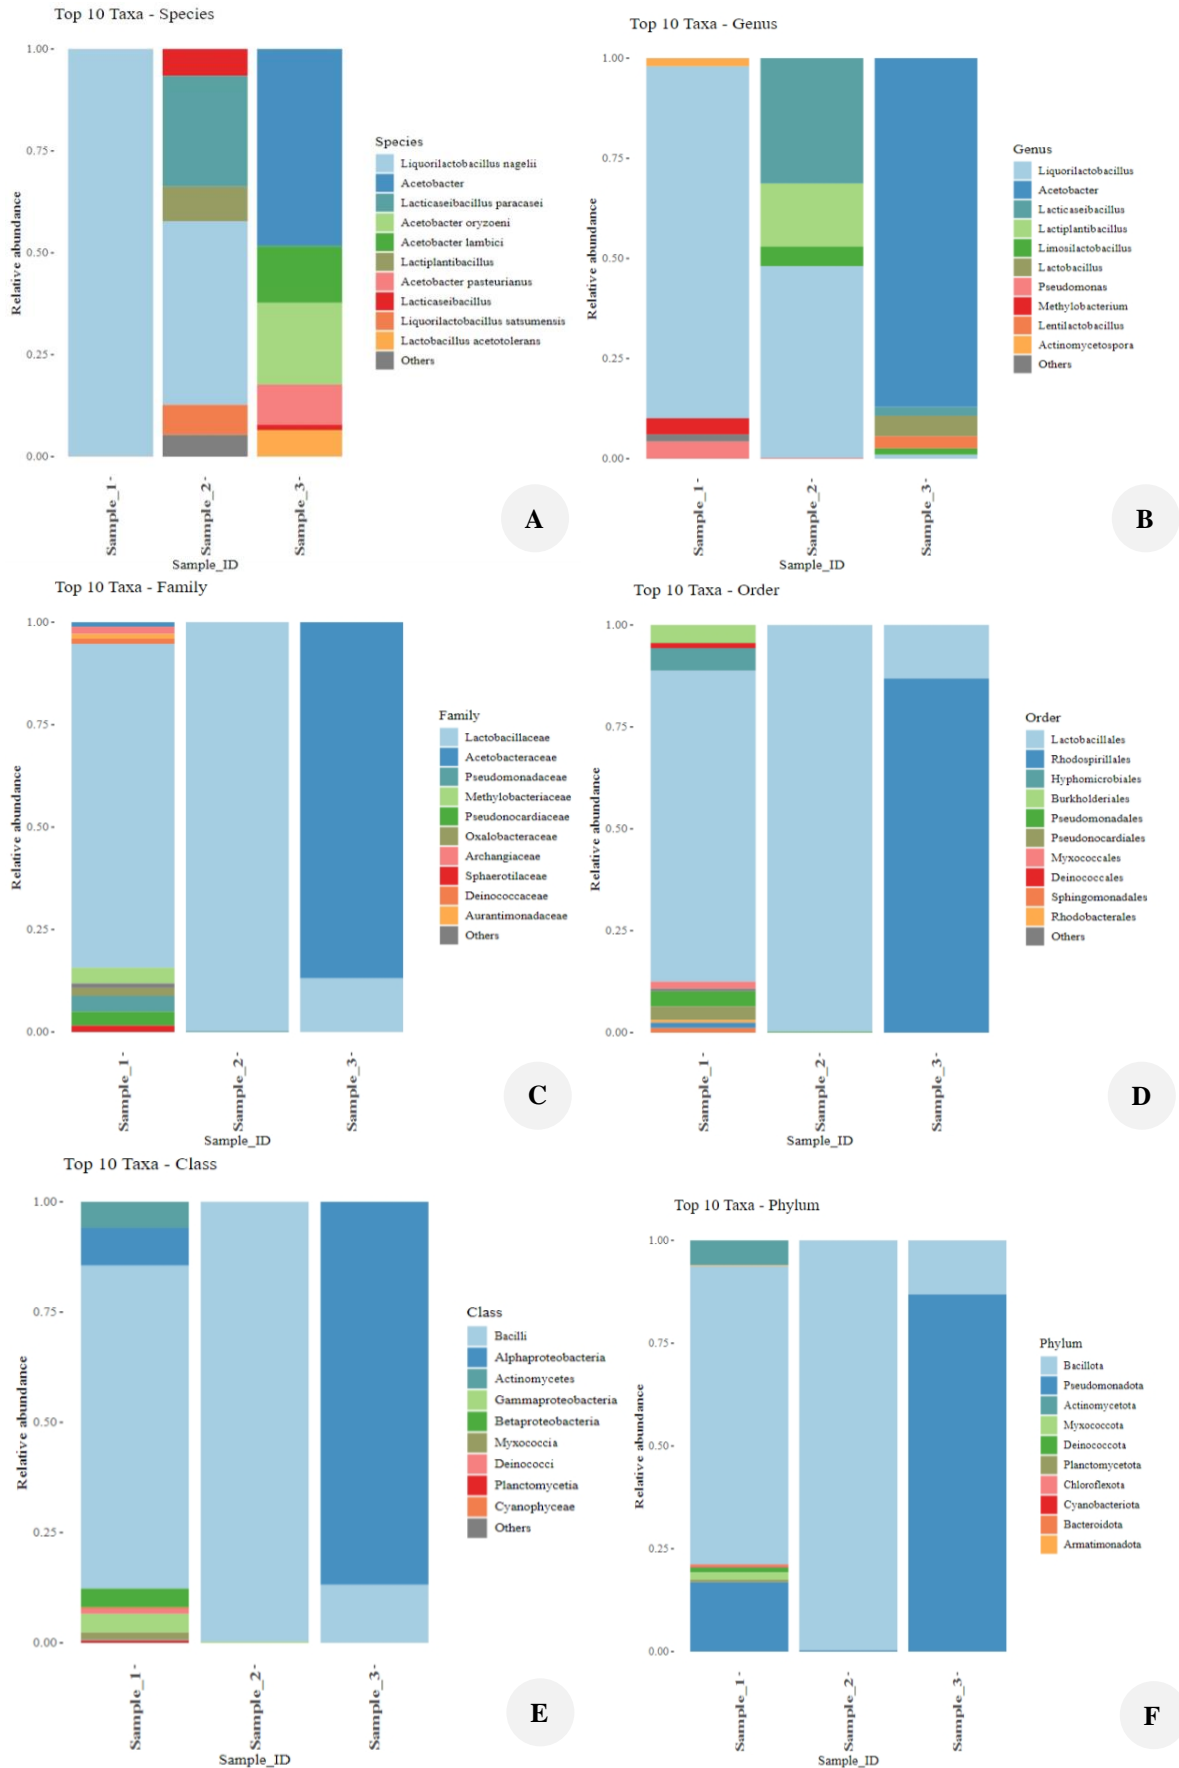 Top 10 Taxa - Species
Relative abundance
1.00
0.75
0.50
0.25
0.00
Sample_1
Sample_2
Sample_3
Sample_ID
Species
Liquorilactobacillus nagelii
Acetobacter
Lacticaseibacillus paracasei
Acetobacter oryzoeni
Acetobacter lambici
Lactiplantibacillus
Acetobacter pasteurianus
Lacticaseibacillus
Liquorilactobacillus satsumensis
Lactobacillus acetotolerans
Others
A
Top 10 Taxa - Genus
Relative abundance
1.00
0.75
0.50
0.25
0.00
Sample_1
Sample_2
Sample_3
Sample_ID
Genus
Liquorilactobacillus
Acetobacter
Lacticaseibacillus
Lactiplantibacillus
Limosilactobacillus
Lactobacillus
Pseudomonas
Methylobacterium
Lentilactobacillus
Actinomycetospora
Others
B
Top 10 Taxa - Family
Relative abundance
1.00
0.75
0.50
0.25
0.00
Sample_1
Sample_2
Sample_3
Sample_ID
Family
Lactobacillaceae
Acetobacteraceae
Pseudomonadaceae
Methylobacteriaceae
Pseudonocardiaceae
Oxalobacteraceae
Archangiaceae
Sphaerotilaceae
Deinococcaceae
Aurantimonadaceae
Others
C
Top 10 Taxa - Order
Relative abundance
1.00
0.75
0.50
0.25
0.00
Sample_1
Sample_2
Sample_3
Sample_ID
Order
Lactobacillales
Rhodospirillales
Hyphomicrobiales
Burkholderiales
Pseudomonadales
Pseudonocardiales
Myxococcales
Deinococcales
Sphingomonadales
Rhodobacterales
Others
D
Top 10 Taxa - Class
Relative abundance
1.00
0.75
0.50
0.25
0.00
Sample_1
Sample_2
Sample_3
Sample_ID
Class
Bacilli
Alphaproteobacteria
Actinomycetes
Gammaproteobacteria
Betaproteobacteria
Myxococcia
Deinococci
Planctomycetia
Cyanophyceae
Others
E
Top 10 Taxa - Phylum
Relative abundance
1.00
0.75
0.50
0.25
0.00
Sample_1
Sample_2
Sample_3
Sample_ID
Phylum
Bacillota
Pseudomonadota
Actinomycetota
Myxococcota
Deinococcota
Planctomycetota
Chloroflexota
Cyanobacteriota
Bacteroidota
Armatimonadota
F